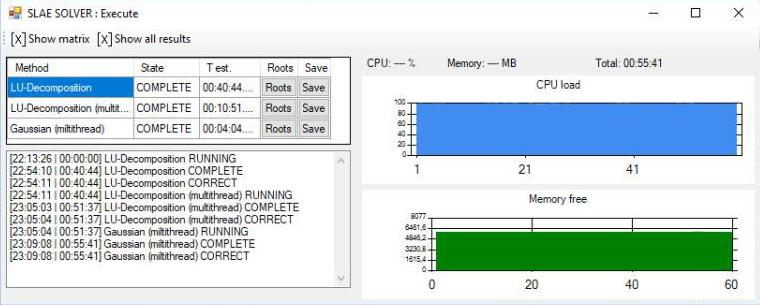 SLAE SOLVER : Execute
[X] Show matrix [X] Show all results
Method State T est. Roots Save
LU-Decomposition COMPLETE 00:40:44.... Roots Save
LU-Decomposition (multit... COMPLETE 00:10:51.... Roots Save
Gaussian (miltithread) COMPLETE 00:04:04.... Roots Save
[22:13:26 | 00:00:00] LU-Decomposition RUNNING
[22:54:10 | 00:40:44] LU-Decomposition COMPLETE
[22:54:11 | 00:40:44] LU-Decomposition CORRECT
[22:54:11 | 00:40:44] LU-Decomposition (multithread) RUNNING
[23:05:03 | 00:51:37] LU-Decomposition (multithread) COMPLETE
[23:05:04 | 00:51:37] LU-Decomposition (multithread) CORRECT
[23:05:04 | 00:51:37] Gaussian (miltithread) RUNNING
[23:09:08 | 00:55:41] Gaussian (miltithread) COMPLETE
[23:09:08 | 00:55:41] Gaussian (miltithread) CORRECT
CPU: --- % Memory: --- MB Total: 00:55:41
CPU load
100
80
60
40
20
0
1 21 41
Memory free
8077
6461,6
4846,2
3230,8
1615,4
0
0 20 40 60